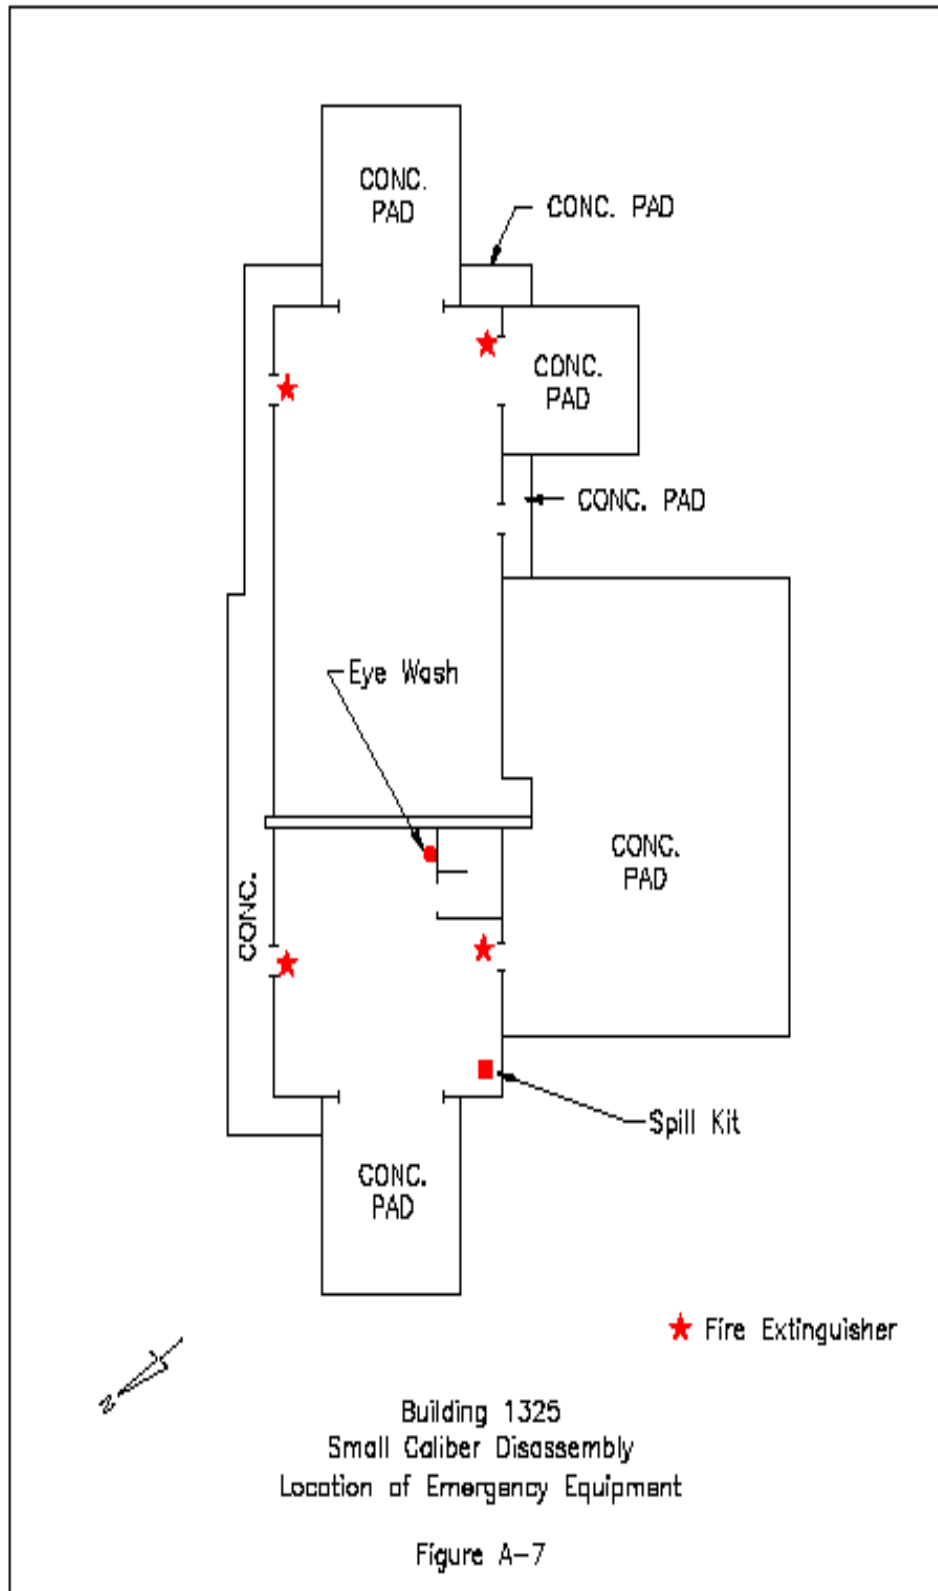 CONC.
PAD
CONC. PAD
CONC.
PAD
CONC. PAD
Eye Wash
CONC.
PAD
CONC.
Spill Kit
CONC.
PAD
Fire Extinguisher
N
Building 1325
Small Caliber Disassembly
Location of Emergency Equipment
Figure A-7